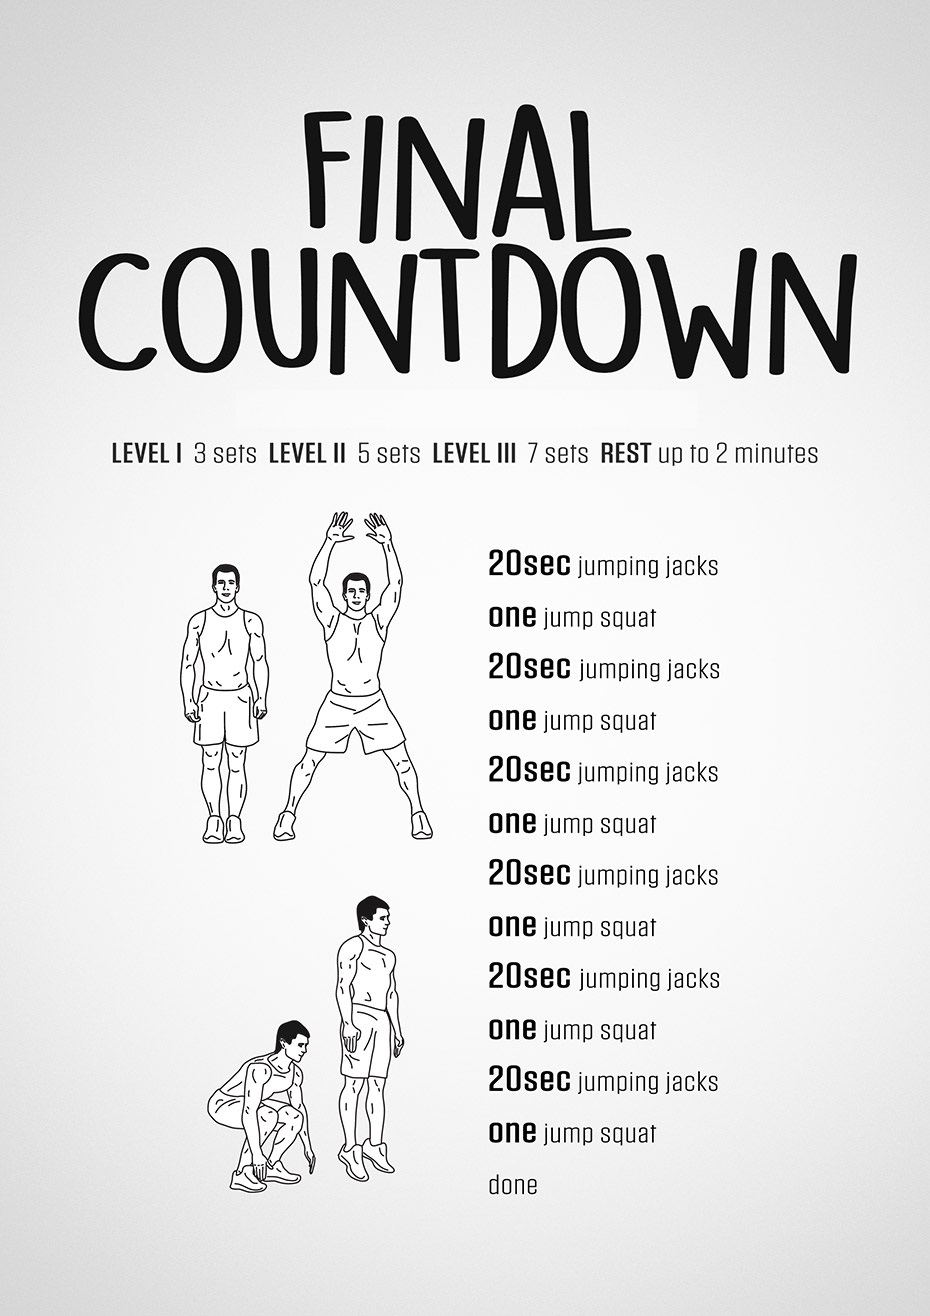 FINAL
COUNTDOWN
LEVEL I 3 sets LEVEL II 5 sets LEVEL III 7 sets REST up to 2 minutes
20sec jumping jacks
one jump squat
20sec jumping jacks
one jump squat
20sec jumping jacks
one jump squat
20sec jumping jacks
one jump squat
20sec jumping jacks
one jump squat
20sec jumping jacks
one jump squat
done